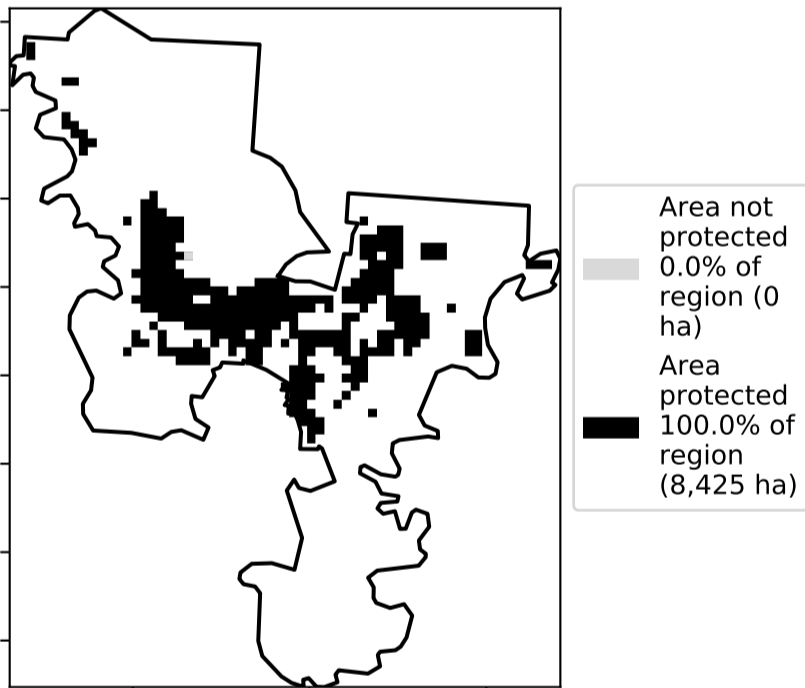 Area not
protected
0.0% of
region (0
ha)
Area
protected
100.0% of
region
(8,425 ha)